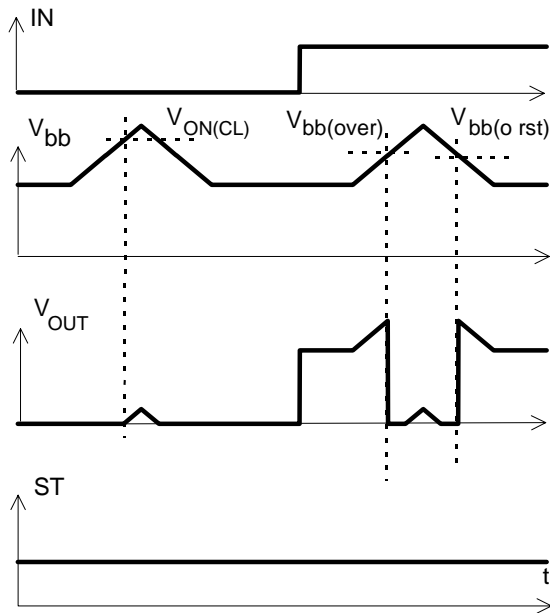 IN
Vbb
VON(CL)
Vbb(over)
Vbb(o rst)
VOUT
ST
t